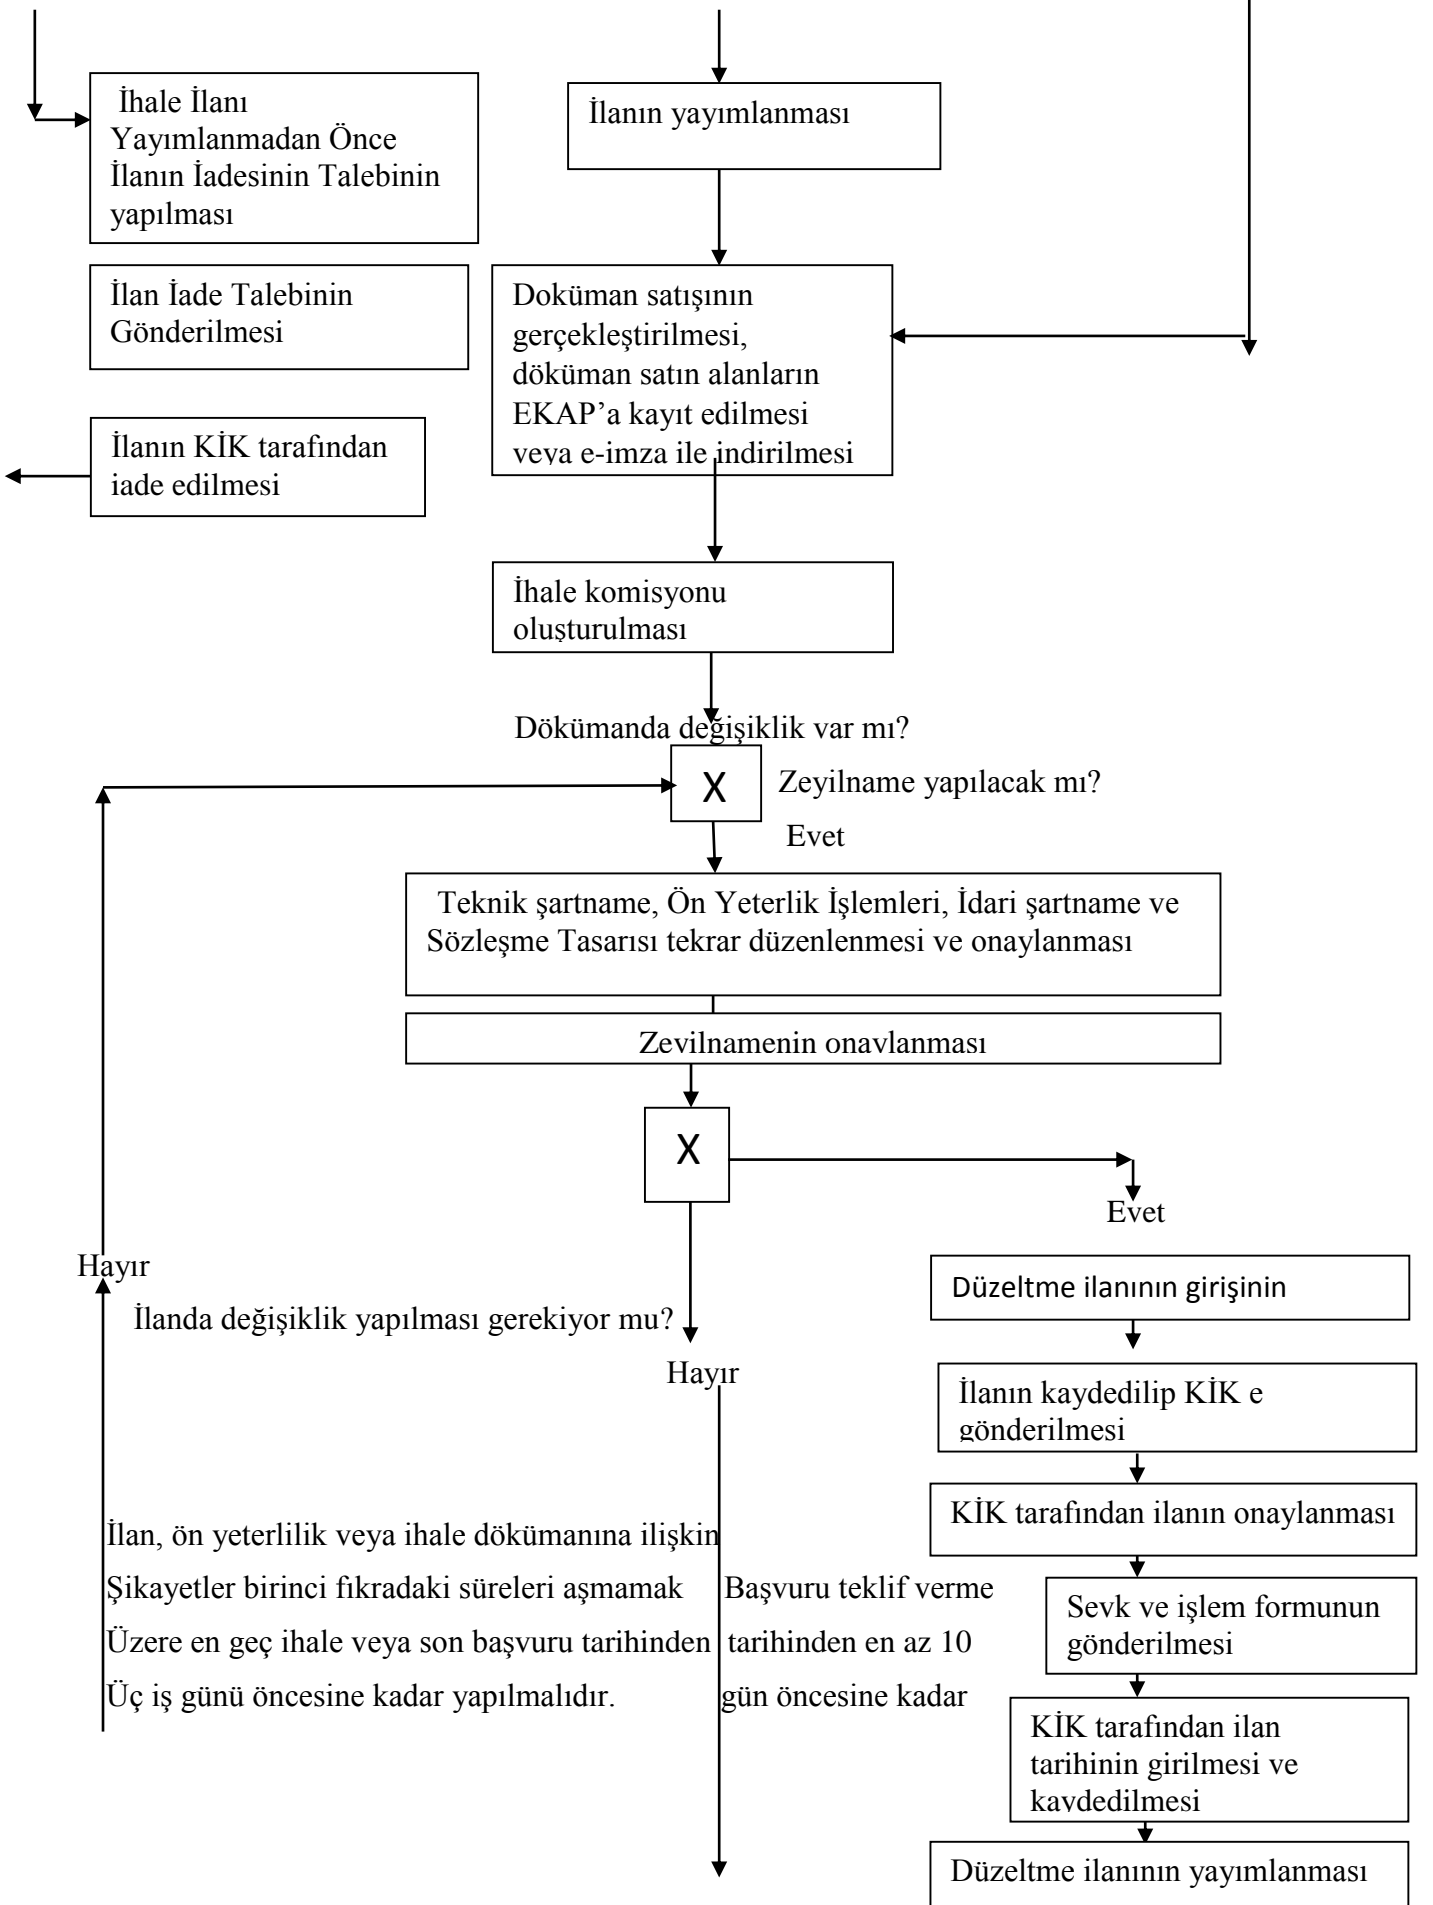 İhale İlanı
Yayımlanmadan Önce
İlanın İadesinin Talebinin
yapılması
İlanın yayımlanması
İlan İade Talebinin
Gönderilmesi
Doküman satışının
gerçekleştirilmesi,
döküman satın alanların
EKAP’a kayıt edilmesi
veya e-imza ile indirilmesi
İlanın KİK tarafından
iade edilmesi
İhale komisyonu
oluşturulması
Dökümanda değişiklik var mı?
X
Zeyilname yapılacak mı?
Evet
Teknik şartname, Ön Yeterlik İşlemleri, İdari şartname ve
Sözleşme Tasarısı tekrar düzenlenmesi ve onaylanması
Zeyilnamenin onaylanması
X
Evet
Hayır
İlanda değişiklik yapılması gerekiyor mu?
Hayır
Düzeltme ilanının girişinin
İlanın kaydedilip KİK e
gönderilmesi
KİK tarafından ilanın onaylanması
İlan, ön yeterlilik veya ihale dökümanına ilişkin
Şikayetler birinci fıkradaki süreleri aşmamak
Üzere en geç ihale veya son başvuru tarihinden
Üç iş günü öncesine kadar yapılmalıdır.
Başvuru teklif verme
tarihinden en az 10
gün öncesine kadar
Sevk ve işlem formunun
gönderilmesi
KİK tarafından ilan
tarihinin girilmesi ve
kaydedilmesi
Düzeltme ilanının yayımlanması